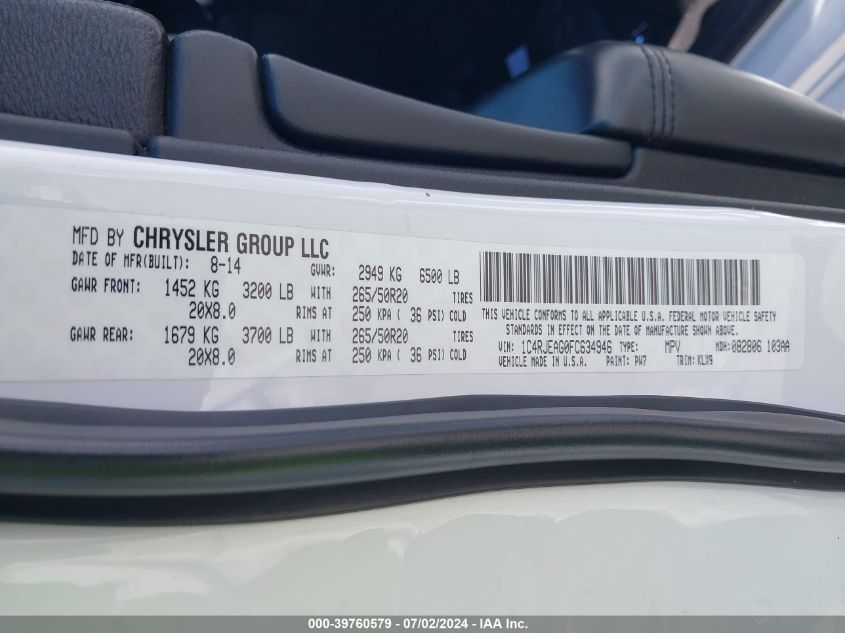 MFD BY CHRYSLER GROUP LLC
DATE OF MFR(BUILT): 8-14 GVWR: 2949 KG 6500 LB
GAWR FRONT: 1452 KG 3200 LB WITH 265/50R20 TIRES
20X8.0 RIMS AT 250 KPA ( 36 PSI) COLD
GAWR REAR: 1679 KG 3700 LB WITH 265/50R20 TIRES
20X8.0 RIMS AT 250 KPA ( 36 PSI) COLD
THIS VEHICLE CONFORMS TO ALL APPLICABLE U.S.A. FEDERAL MOTOR VEHICLE SAFETY
STANDARDS IN EFFECT ON THE DATE OF MANUFACTURE SHOWN ABOVE.
VIN: 1C4RJEAG0FC634946 TYPE: MPV MDH: 082806 103AA
VEHICLE MADE IN U.S.A. PAINT: PW7 TRIM: KLX9
000-39760579 - 07/02/2024 - IAA Inc.